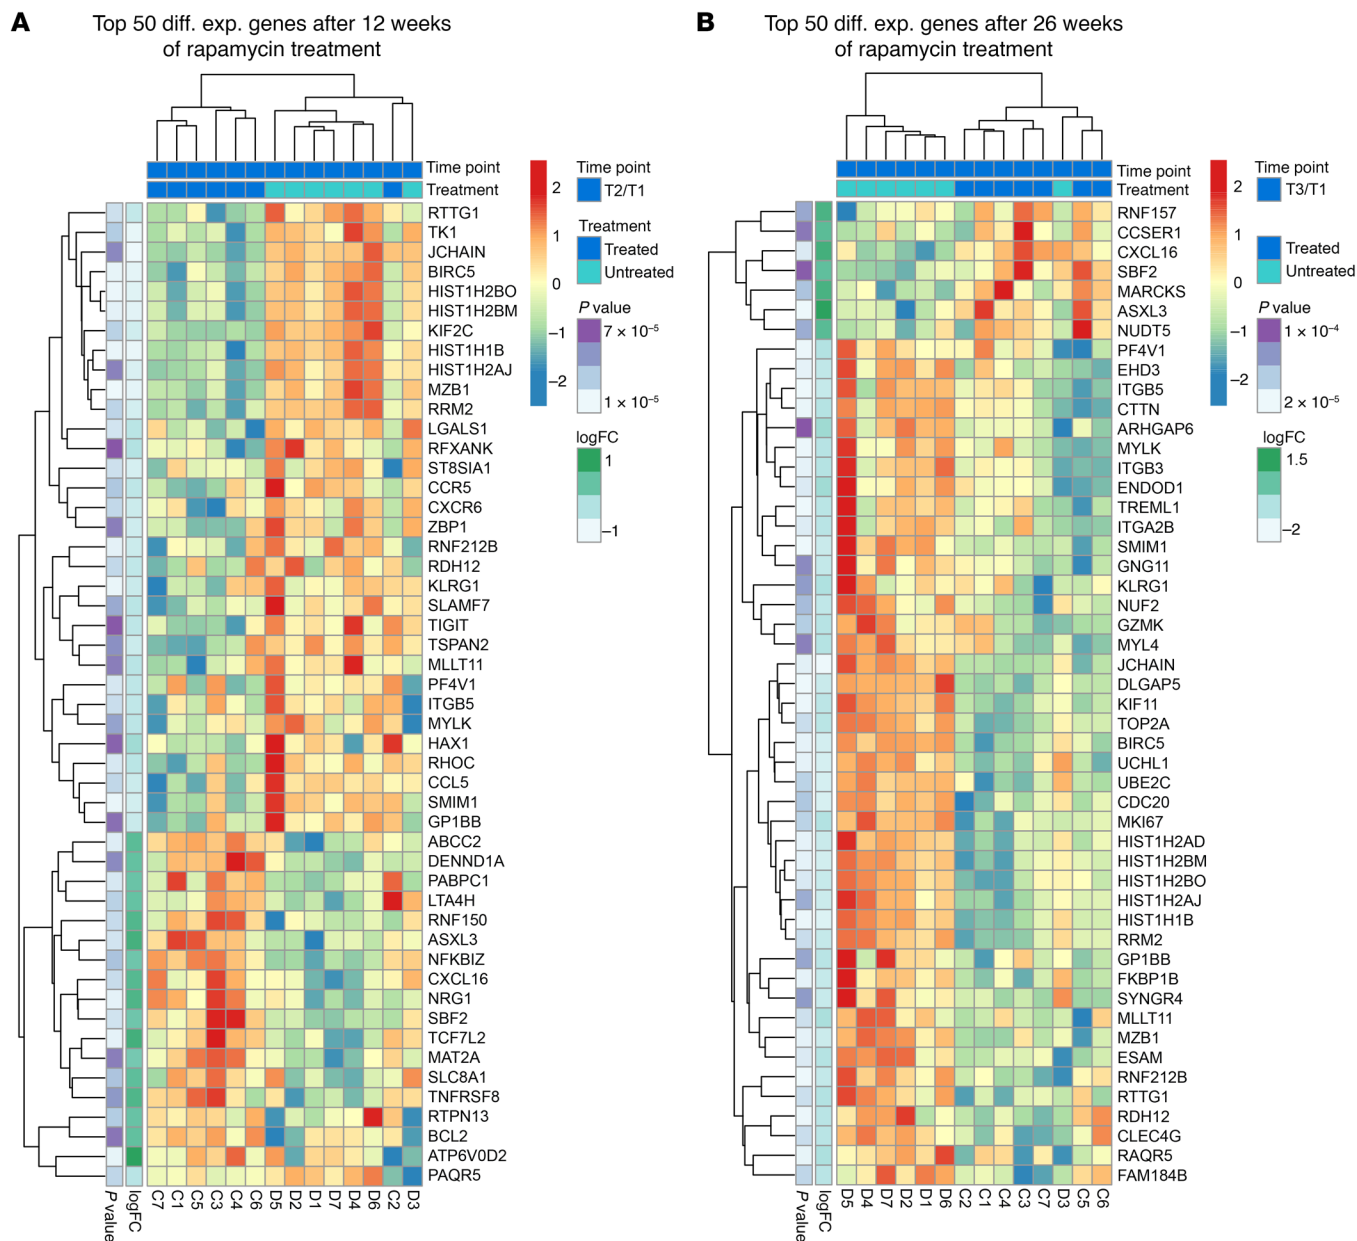 A
Top 50 diff. exp. genes after 12 weeks
of rapamycin treatment
Time point
Treatment
RTTG1
TK1
JCHAIN
BIRC5
HIST1H2BO
HIST1H2BM
KIF2C
HIST1H1B
HIST1H2AJ
MZB1
RRM2
LGALS1
RFXANK
ST8SIA1
CCR5
CXCR6
ZBP1
RNF212B
RDH12
KLRG1
SLAMF7
TIGIT
TSPAN2
MLLT11
PF4V1
ITGB5
MYLK
HAX1
RHOC
CCL5
SMIM1
GP1BB
ABCC2
DENND1A
PABPC1
LTA4H
RNF150
ASXL3
NFKBIZ
CXCL16
NRG1
SBF2
TCF7L2
MAT2A
SLC8A1
TNFRSF8
RTPN13
BCL2
ATP6V0D2
PAQR5
P value
logFC
C7
C1
C5
C3
C4
C6
D5
D2
D1
D7
D4
D6
C2
D3
2
1
0
−1
−2
Time point
T2/T1
Treatment
Treated
Untreated
P value
7 × 10⁻⁵
1 × 10⁻⁵
logFC
1
−1
B
Top 50 diff. exp. genes after 26 weeks
of rapamycin treatment
Time point
Treatment
RNF157
CCSER1
CXCL16
SBF2
MARCKS
ASXL3
NUDT5
PF4V1
EHD3
ITGB5
CTTN
ARHGAP6
MYLK
ITGB3
ENDOD1
TREML1
ITGA2B
SMIM1
GNG11
KLRG1
NUF2
GZMK
MYL4
JCHAIN
DLGAP5
KIF11
TOP2A
BIRC5
UCHL1
UBE2C
CDC20
MKI67
HIST1H2AD
HIST1H2BM
HIST1H2BO
HIST1H2AJ
HIST1H1B
RRM2
GP1BB
FKBP1B
SYNGR4
MLLT11
MZB1
ESAM
RNF212B
RTTG1
RDH12
CLEC4G
RAQR5
FAM184B
P value
logFC
D5
D4
D7
D2
D1
D6
C2
C1
C4
C3
C7
D3
C5
C6
2
1
0
−1
−2
Time point
T3/T1
Treated
Untreated
P value
1 × 10⁻⁴
2 × 10⁻⁵
logFC
1.5
−2